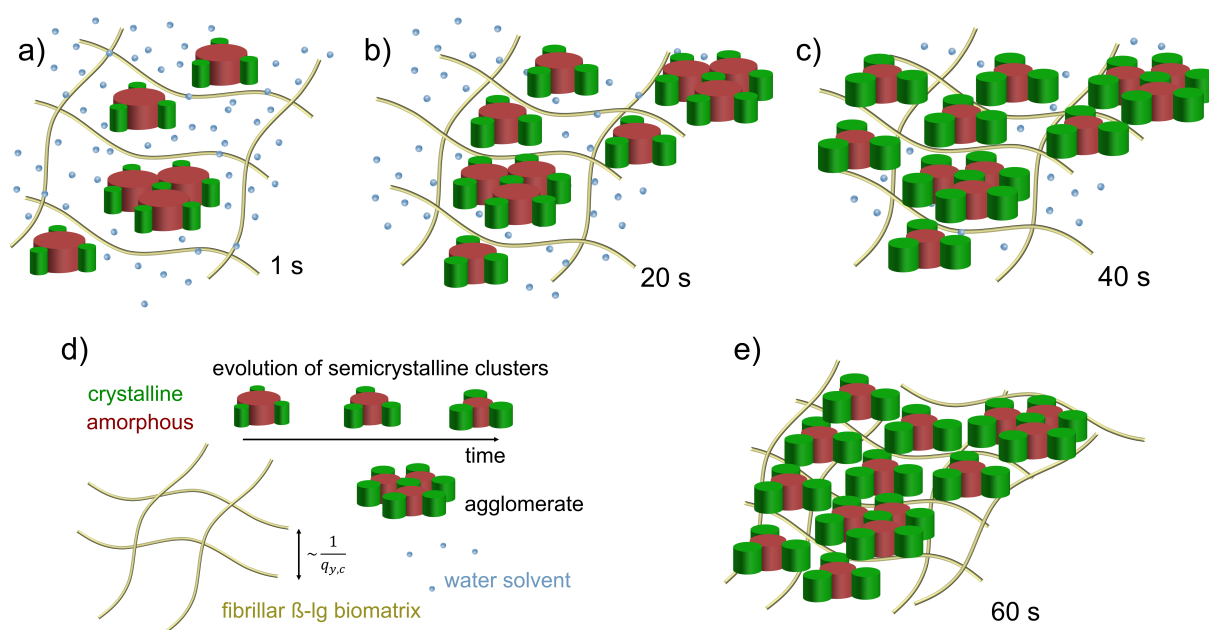 a)
b)
c)
1 s
20 s
40 s
d)
e)
evolution of semicrystalline clusters
crystalline
amorphous
time
agglomerate
~ 1/q_{y,c}
water solvent
fibrillar ß-lg biomatrix
60 s